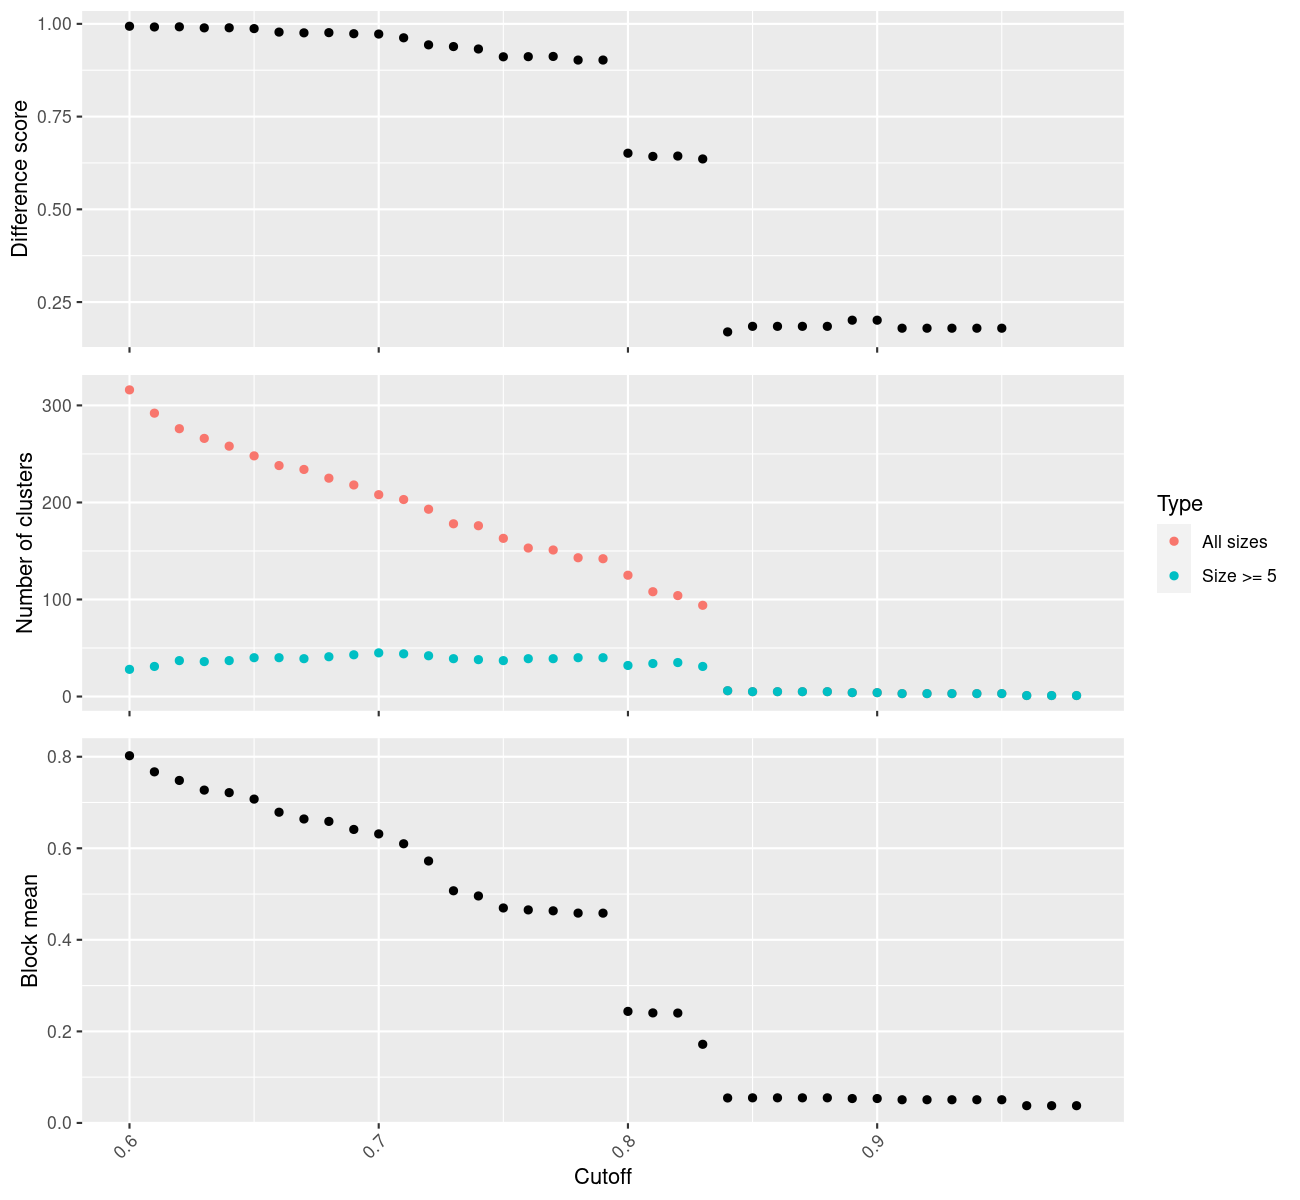 1.00
0.75
0.50
0.25
Difference score
300
200
100
0
Number of clusters
Type
All sizes
Size >= 5
0.8
0.6
0.4
0.2
0.0
Block mean
0.6 0.7 0.8 0.9
Cutoff